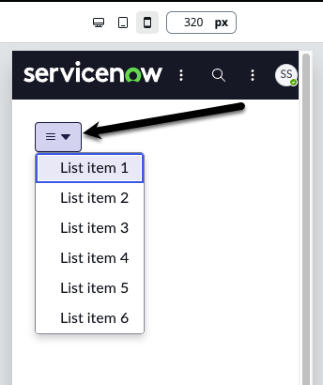 320 px
servicenow SS
List item 1
List item 2
List item 3
List item 4
List item 5
List item 6